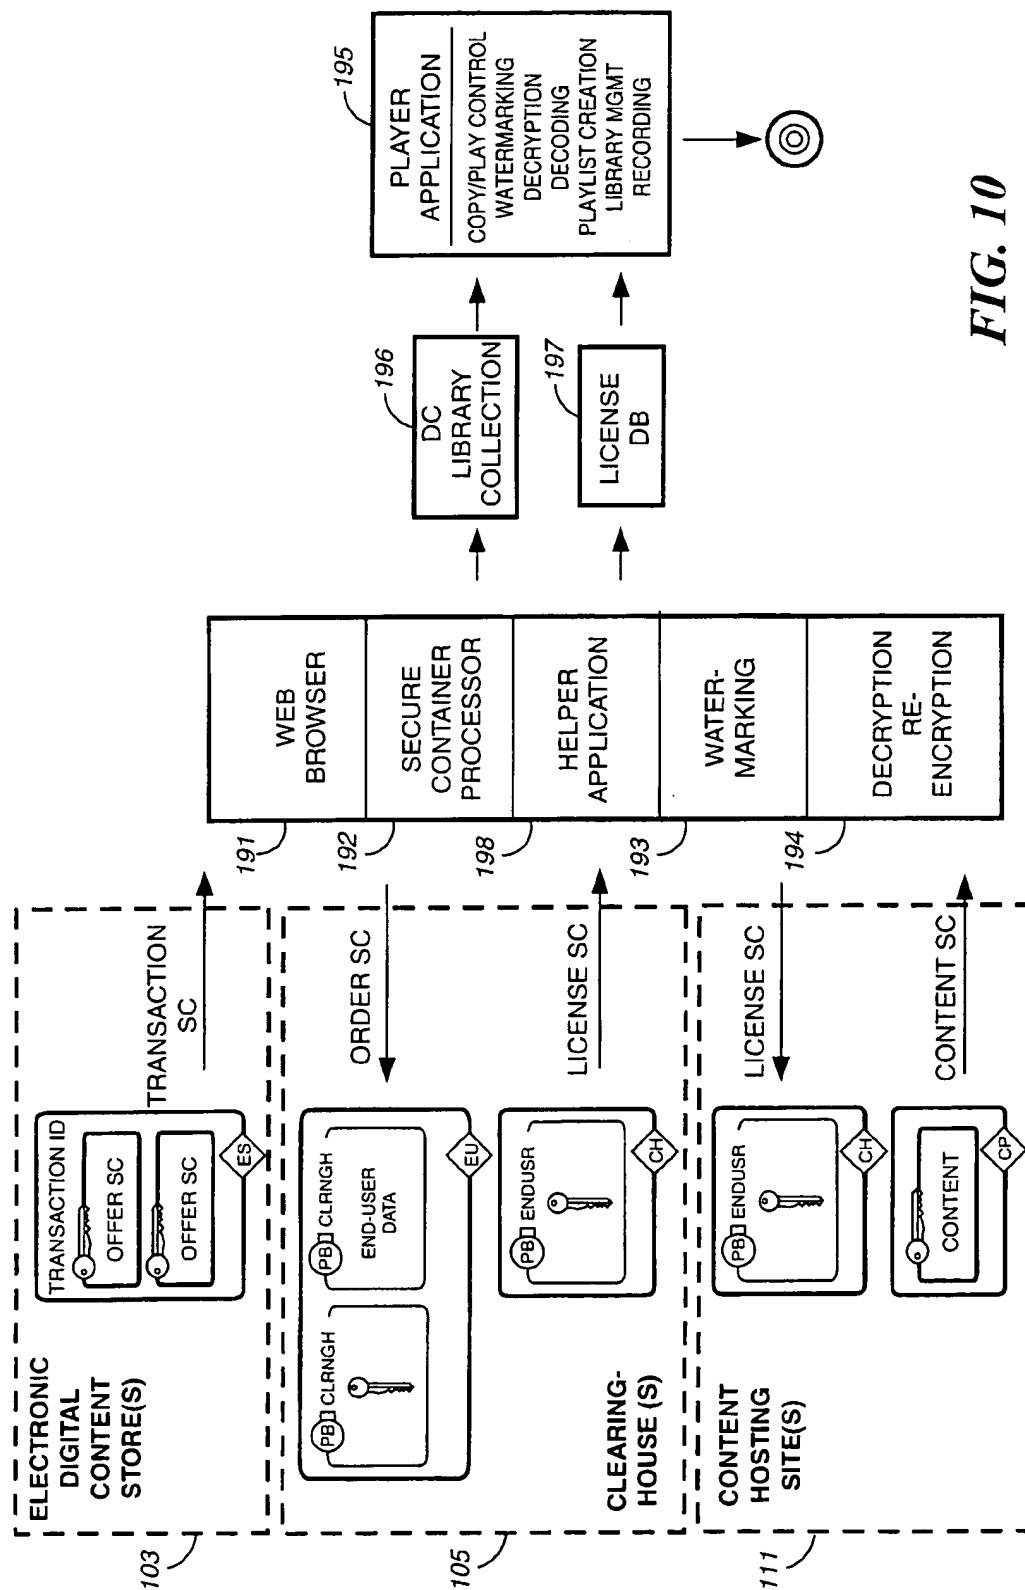 ELECTRONIC
DIGITAL
CONTENT
STORE(S)
103
TRANSACTION ID
OFFER SC
OFFER SC
ES
TRANSACTION
SC
PB CLRNGH
PB CLRNGH
END-USER
DATA
EU
ORDER SC
PB ENDUSR
CH
LICENSE SC
CLEARING-
HOUSE (S)
105
CONTENT
HOSTING
SITE(S)
111
PB ENDUSR
CH
LICENSE SC
CONTENT
CP
CONTENT SC
WEB
BROWSER
191
SECURE
CONTAINER
PROCESSOR
192
HELPER
APPLICATION
198
WATER-
MARKING
193
DECRYPTION
RE-
ENCRYPTION
194
DC
LIBRARY
COLLECTION
196
LICENSE
DB
197
PLAYER
APPLICATION
COPY/PLAY CONTROL
WATERMARKING
DECRYPTION
DECODING
PLAYLIST CREATION
LIBRARY MGMT
RECORDING
195
FIG. 10